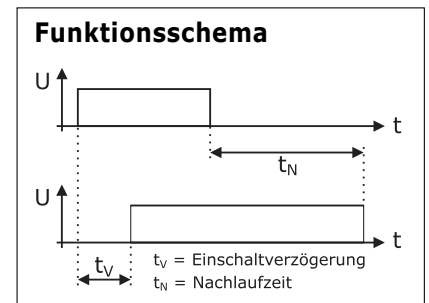 Funktionsschema
U
t
tN
U
t
tV
tV = Einschaltverzögerung
tN = Nachlaufzeit